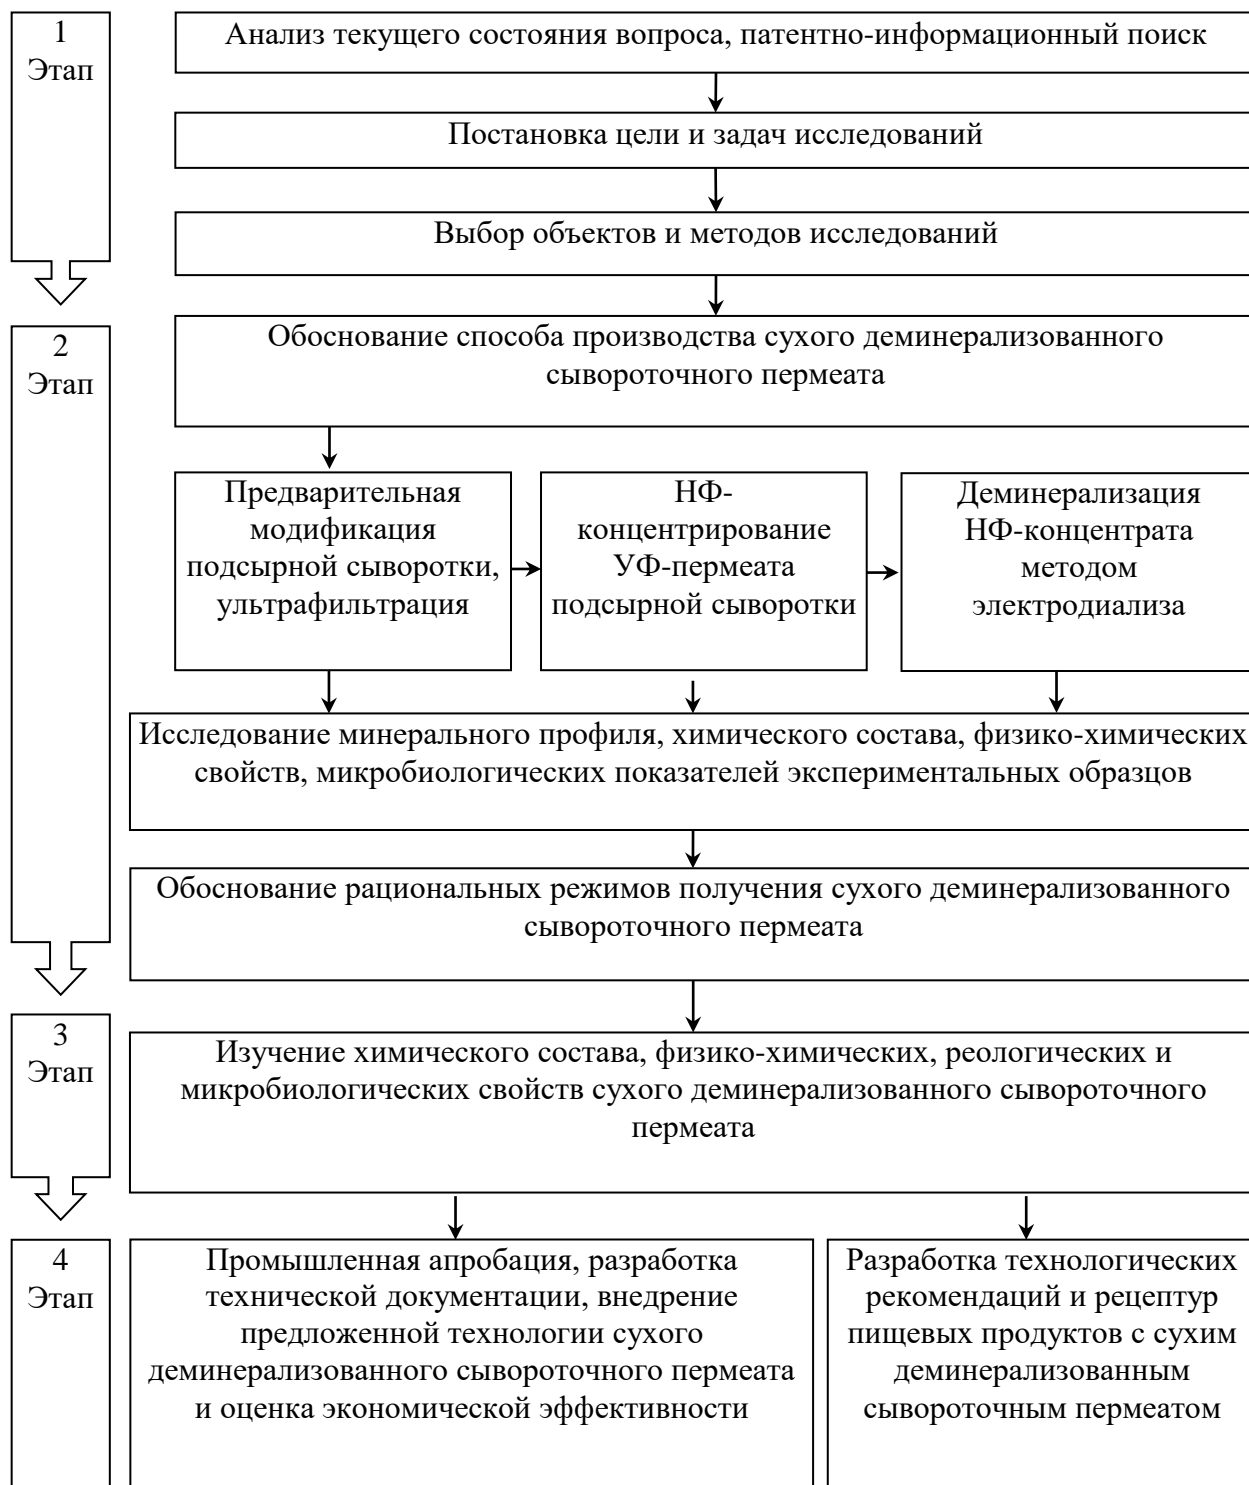 1
Этап
Анализ текущего состояния вопроса, патентно-информационный поиск
Постановка цели и задач исследований
Выбор объектов и методов исследований
2
Этап
Обоснование способа производства сухого деминерализованного
сывороточного пермеата
Предварительная
модификация
подсырной сыворотки,
ультрафильтрация
НФ-
концентрирование
УФ-пермеата
подсырной сыворотки
Деминерализация
НФ-концентрата
методом
электродиализа
Исследование минерального профиля, химического состава, физико-химических
свойств, микробиологических показателей экспериментальных образцов
Обоснование рациональных режимов получения сухого деминерализованного
сывороточного пермеата
3
Этап
Изучение химического состава, физико-химических, реологических и
микробиологических свойств сухого деминерализованного сывороточного
пермеата
4
Этап
Промышленная апробация, разработка
технической документации, внедрение
предложенной технологии сухого
деминерализованного сывороточного пермеата
и оценка экономической эффективности
Разработка технологических
рекомендаций и рецептур
пищевых продуктов с сухим
деминерализованным
сывороточным пермеатом